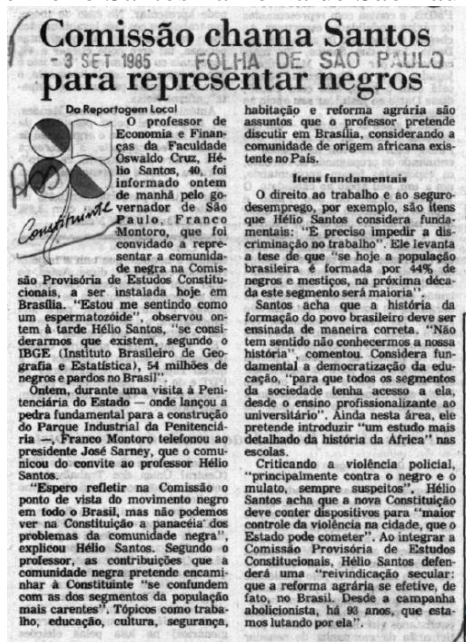 Comissão chama Santos
- 3 SET 1985 FOLHA DE SÃO PAULO
para representar negros
Da Reportagem Local
O professor de
Economia e Finan-
ças da Faculdade
Oswaldo Cruz, Hé-
lio Santos, 40, foi
informado ontem
de manhã pelo go-
vernador de São
Paulo, Franco
Montoro, que foi
convidado a repre-
sentar a comunida-
de negra na Comis-
Constituinte
são Provisória de Estudos Constitu-
cionais, a ser instalada hoje em
Brasília. "Estou me sentindo como
um espermatozóide", observou on-
tem à tarde Hélio Santos, "se consi-
derarmos que existem, segundo o
IBGE (Instituto Brasileiro de Geo-
grafia e Estatística), 54 milhões de
negros e pardos no Brasil".
Ontem, durante uma visita à Peni-
tenciária do Estado — onde lançou a
pedra fundamental para a construção
do Parque Industrial da Penitenciá-
ria —, Franco Montoro telefonou ao
presidente José Sarney, que o comu-
nicou do convite ao professor Hélio
Santos.
"Espero refletir na Comissão o
ponto de vista do movimento negro
em todo o Brasil, mas não podemos
ver na Constituição a panacéia dos
problemas da comunidade negra",
explicou Hélio Santos. Segundo o
professor, as contribuições que a
comunidade negra pretende encami-
nhar à Constituinte "se confundem
com as dos segmentos da população
mais carentes". Tópicos como traba-
lho, educação, cultura, segurança,
habitação e reforma agrária são
assuntos que o professor pretende
discutir em Brasília, considerando a
comunidade de origem africana exis-
tente no País.
Itens fundamentais
O direito ao trabalho e ao seguro-
desemprego, por exemplo, são itens
que Hélio Santos considera funda-
mentais: "É preciso impedir a dis-
criminação no trabalho". Ele levanta
a tese de que "se hoje a população
brasileira é formada por 44% de
negros e mestiços, na próxima déca-
da este segmento será maioria".
Santos acha que a história da
formação do povo brasileiro deve ser
ensinada de maneira correta. "Não
tem sentido não conhecermos a nossa
história", comentou. Considera fun-
damental a democratização da edu-
cação, "para que todos os segmentos
da sociedade tenha acesso a ela,
desde o ensino profissionalizante ao
universitário". Ainda nesta área, ele
pretende introduzir "um estudo mais
detalhado da história da África" nas
escolas.
Criticando a violência policial,
"principalmente contra o negro e o
mulato, sempre suspeitos", Hélio
Santos acha que a nova Constituição
deve conter dispositivos para "maior
controle da violência na cidade, que o
Estado pode cometer". Ao integrar a
Comissão Provisória de Estudos
Constitucionais, Hélio Santos defen-
derá uma "reivindicação secular:
que a reforma agrária se efetive, de
fato, no Brasil. Desde a campanha
abolicionista, há 98 anos, que esta-
mos lutando por ela".